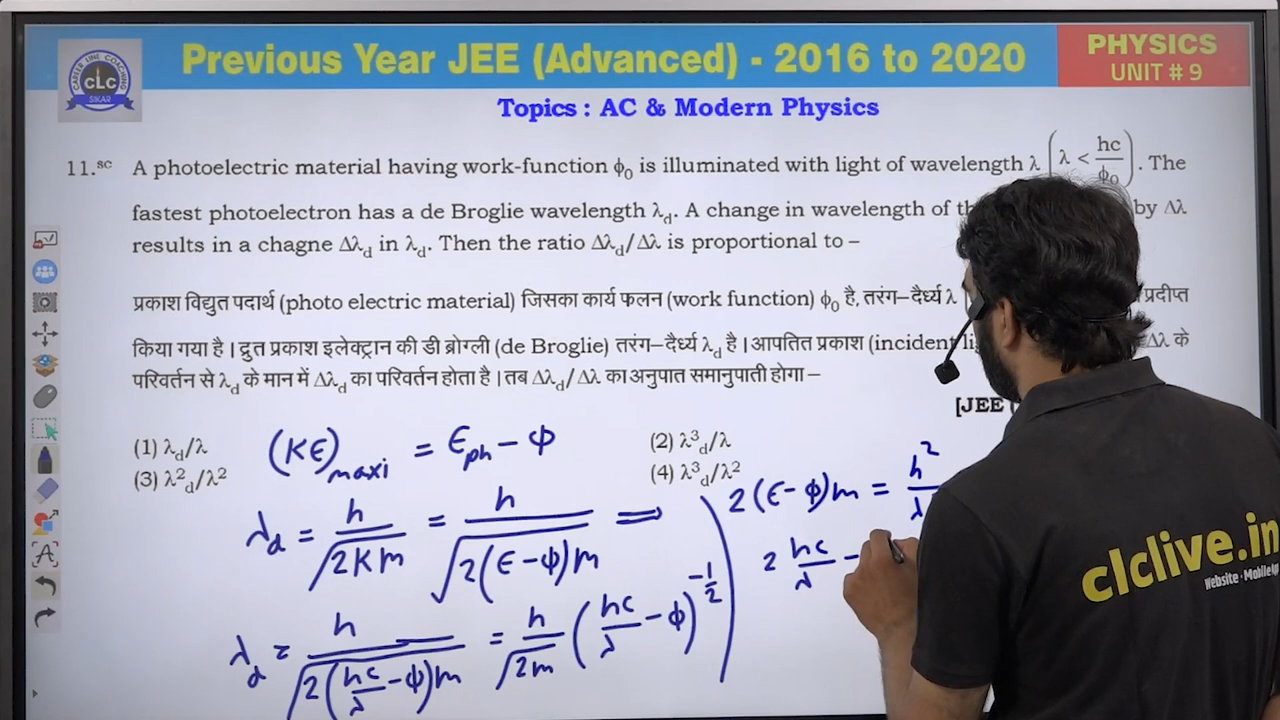 Previous Year JEE (Advanced) - 2016 to 2020
PHYSICS
UNIT # 9
CAREER LINE COACHING
CLC
SIKAR
Topics : AC & Modern Physics
11.sc A photoelectric material having work-function ϕ₀ is illuminated with light of wavelength λ (λ < hc/ϕ₀). The
fastest photoelectron has a de Broglie wavelength λd. A change in wavelength of by Δλ
results in a chagne Δλd in λd. Then the ratio Δλd/Δλ is proportional to –
प्रकाश विद्युत पदार्थ (photo electric material) जिसका कार्य फलन (work function) ϕ₀ है, तरंग–दैर्ध्य λ प्रदीप्त
किया गया है। द्रुत प्रकाश इलेक्ट्रान की डी ब्रोग्ली (de Broglie) तरंग–दैर्ध्य λd है। आपतित प्रकाश (incident Δλ के
परिवर्तन से λd के मान में Δλd का परिवर्तन होता है। तब Δλd/Δλ का अनुपात समानुपाती होगा –
[JEE
(1) λd/λ
(2) λ³d/λ
(3) λ²d/λ²
(4) λ³d/λ²
(KE)maxi = Eph – ϕ
λd = h/√2Km = h/√2(E–ϕ)m ⇒
λd = h/√2(hc/λ–ϕ)m = h/√2m (hc/λ–ϕ)^–1/2
2(E–ϕ)m = h²/λ
2 hc/λ –
clclive.in